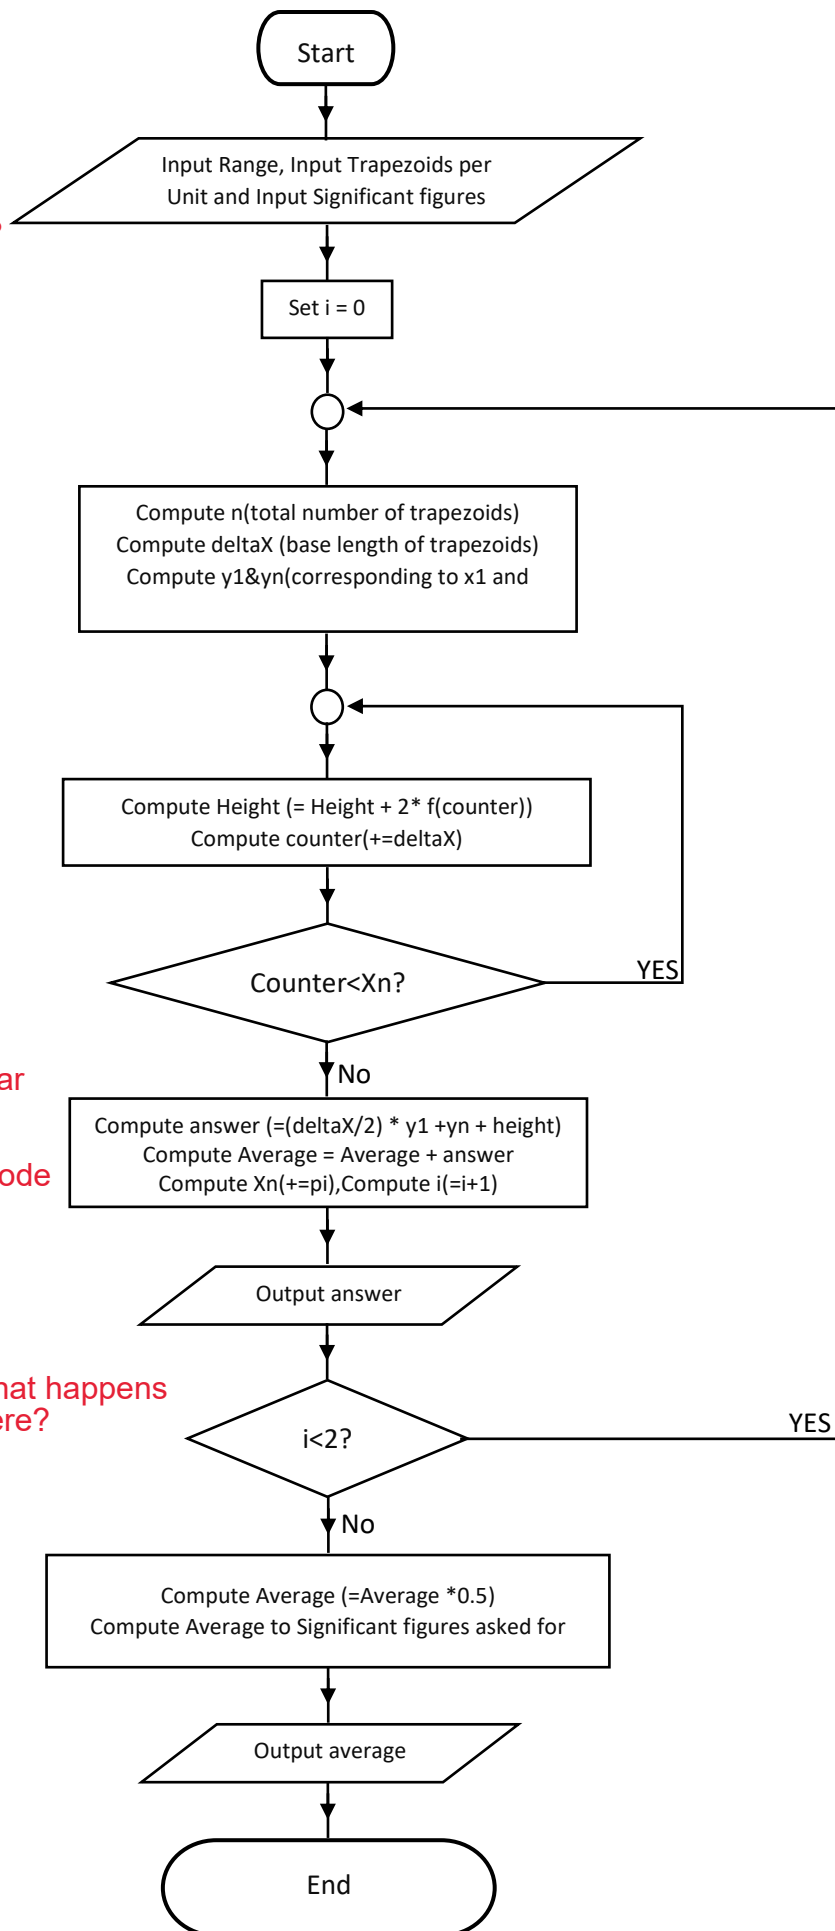 Start
Input Range, Input Trapezoids per
Unit and Input Significant figures
Set i = 0
Compute n(total number of trapezoids)
Compute deltaX (base length of trapezoids)
Compute y1&yn(corresponding to x1 and
Compute Height (= Height + 2* f(counter))
Compute counter(+=deltaX)
Counter<Xn?
YES
No
Compute answer (=(deltaX/2) * y1 +yn + height)
Compute Average = Average + answer
Compute Xn(+=pi),Compute i(=i+1)
Output answer
happens
i<2?
YES
No
Compute Average (=Average *0.5)
Compute Average to Significant figures asked for
Output average
End